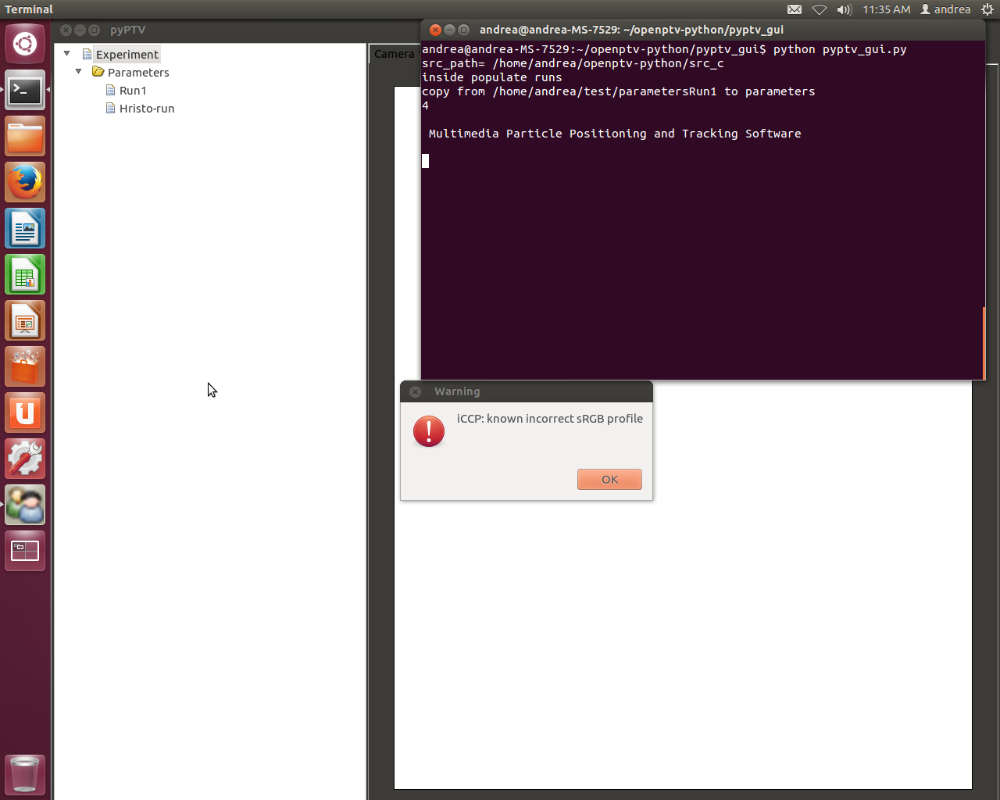 Terminal
11:35 AM
andrea
pyPTV
Experiment
Parameters
Run1
Hristo-run
Camera
andrea@andrea-MS-7529: ~/openptv-python/pyptv_gui
andrea@andrea-MS-7529:~/openptv-python/pyptv_gui$ python pyptv_gui.py
src_path= /home/andrea/openptv-python/src_c
inside populate runs
copy from /home/andrea/test/parametersRun1 to parameters
4
Multimedia Particle Positioning and Tracking Software
Warning
iCCP: known incorrect sRGB profile
OK